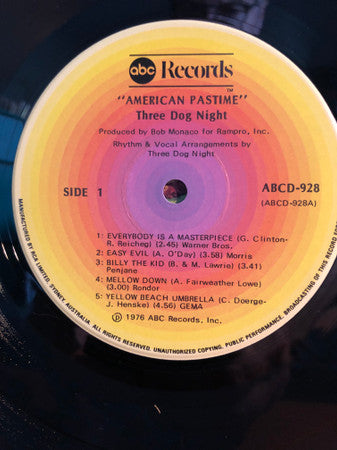 abc Records
TM
"AMERICAN PASTIME"
Three Dog Night
Produced by Bob Monaco for Rampro, Inc.
Rhythm & Vocal Arrangements by
Three Dog Night
SIDE 1
ABCD-928
(ABCD-928A)
1: EVERYBODY IS A MASTERPIECE (G. Clinton-
R. Reicheg) (2.45) Warner Bros.
2: EASY EVIL (A. O'Day) (3.58) Morris
3: BILLY THE KID (B. & M. Lawrie) (3.41)
Penjane
4: MELLOW DOWN (A. Fairweather Lowe)
(3.00) Rondor
5: YELLOW BEACH UMBRELLA (C. Doerge-
J. Henske) (4.56) GEMA
℗ 1976 ABC Records, Inc.
MANUFACTURED BY RCA LIMITED, SYDNEY, AUSTRALIA. ALL RIGHTS RESERVED. UNAUTHORIZED COPYING, PUBLIC PERFORMANCE, BROADCASTING OF THIS RECORD